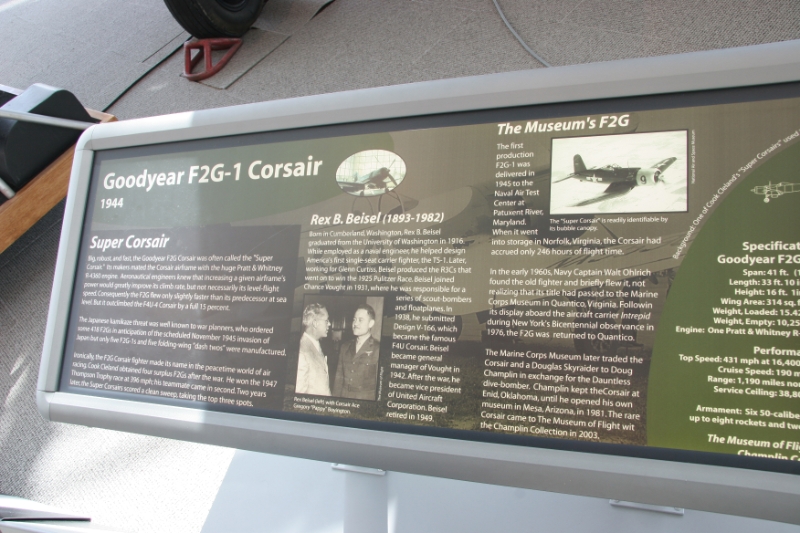 Goodyear F2G-1 Corsair
1944
Super Corsair
Big, robust, and fast, the Goodyear F2G Corsair was often called the "Super
Corsair." Its makers mated the Corsair airframe with the huge Pratt & Whitney
R-4360 engine. Aeronautical engineers knew that increasing a given airframe's
power would greatly improve its climb rate, but not necessarily its level-flight
speed. Consequently the F2G flew only slightly faster than its predecessor at sea
level. But it outclimbed the F4U-4 Corsair by a full 15 percent.
The Japanese kamikaze threat was well known to war planners, who ordered
some 418 F2Gs in anticipation of the scheduled November 1945 invasion of
Japan but only five F2G-1s and five folding-wing "dash twos" were manufactured.
Ironically, the F2G Corsair fighter made its name in the peacetime world of air
racing. Cook Cleland obtained four surplus F2Gs after the war. He won the 1947
Thompson Trophy race at 396 mph; his teammate came in second. Two years
later, the Super Corsairs scored a clean sweep, taking the top three spots.
Rex B. Beisel (1893-1982)
Born in Cumberland, Washington, Rex B. Beisel
graduated from the University of Washington in 1916.
While employed as a naval engineer, he helped design
America's first single-seat carrier fighter, the TS-1. Later,
working for Glenn Curtiss, Beisel produced the R3Cs that
went on to win the 1925 Pulitzer Race. Beisel joined
Chance Vought in 1931, where he was responsible for a
series of scout-bombers
and floatplanes. In
1938, he submitted
Design V-166, which
became the famous
F4U Corsair. Beisel
became general
manager of Vought in
1942. After the war, he
became vice president
of United Aircraft
Corporation. Beisel
retired in 1949.
Rex Beisel (left) with Corsair Ace
Gregory "Pappy" Boyington.
The Museum's F2G
The first
production
F2G-1 was
delivered in
1945 to the
Naval Air Test
Center at
Patuxent River,
Maryland.
When it went
into storage in Norfolk, Virginia, the Corsair had
accrued only 246 hours of flight time.
The "Super Corsair" is readily identifiable by
its bubble canopy.
In the early 1960s, Navy Captain Walt Ohlrich
found the old fighter and briefly flew it, not
realizing that its title had passed to the Marine
Corps Museum in Quantico, Virginia. Followin
its display aboard the aircraft carrier Intrepid
during New York's Bicentennial observance in
1976, the F2G was returned to Quantico.
The Marine Corps Museum later traded the
Corsair and a Douglas Skyraider to Doug
Champlin in exchange for the Dauntless
dive-bomber. Champlin kept the Corsair at
Enid, Oklahoma, until he opened his own
museum in Mesa, Arizona, in 1981. The rare
Corsair came to The Museum of Flight wit
the Champlin Collection in 2003.
Background: One of Cook Cleland's "Super Corsairs" used
Specificat
Goodyear F2G
Span: 41 ft.
Length: 33 ft. 10 i
Height: 16 ft. 1i
Wing Area: 314 sq. f
Weight, Loaded: 15,42
Weight, Empty: 10,25
Engine: One Pratt & Whitney R-
Performa
Top Speed: 431 mph at 16,400
Cruise Speed: 190 m
Range: 1,190 miles nor
Service Ceiling: 38,80
Armament: Six 50-calibe
up to eight rockets and tw
The Museum of Fli
Champlin Co